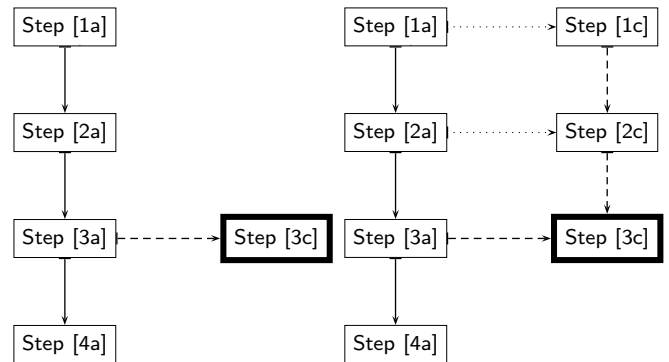 Step [1a] Step [1a] Step [1c]
Step [2a] Step [2a] Step [2c]
Step [3a] Step [3c] Step [3a] Step [3c]
Step [4a] Step [4a]